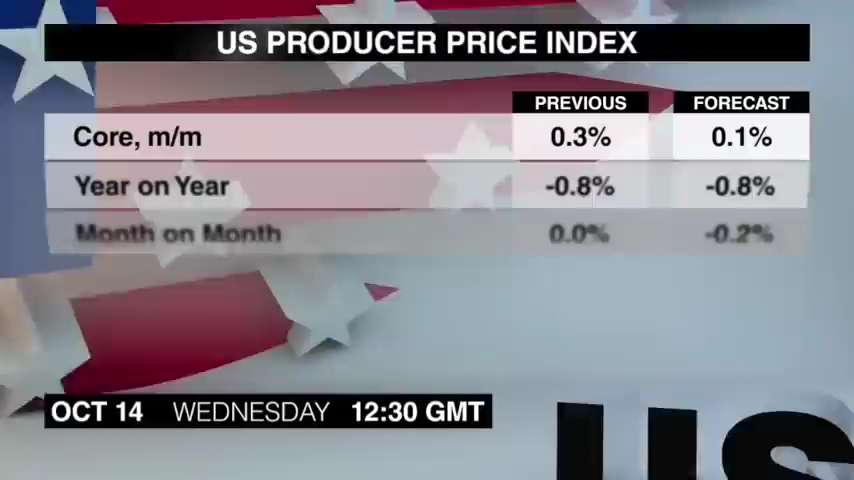 US PRODUCER PRICE INDEX
PREVIOUS FORECAST
Core, m/m 0.3% 0.1%
Year on Year -0.8% -0.8%
Month on Month 0.0% -0.2%
OCT 14 WEDNESDAY 12:30 GMT
US